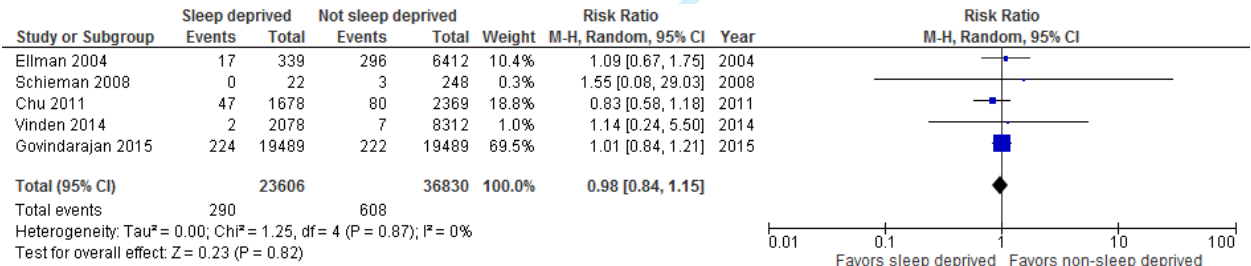 Sleep deprived Not sleep deprived Risk Ratio Risk Ratio
Study or Subgroup Events Total Events Total Weight M-H, Random, 95% CI Year M-H, Random, 95% CI
Ellman 2004 17 339 296 6412 10.4% 1.09 [0.67, 1.75] 2004
Schieman 2008 0 22 3 248 0.3% 1.55 [0.08, 29.03] 2008
Chu 2011 47 1678 80 2369 18.8% 0.83 [0.58, 1.18] 2011
Vinden 2014 2 2078 7 8312 1.0% 1.14 [0.24, 5.50] 2014
Govindarajan 2015 224 19489 222 19489 69.5% 1.01 [0.84, 1.21] 2015
Total (95% CI) 23606 36830 100.0% 0.98 [0.84, 1.15]
Total events 290 608
Heterogeneity: Tau² = 0.00; Chi² = 1.25, df = 4 (P = 0.87); I² = 0%
Test for overall effect: Z = 0.23 (P = 0.82)
0.01 0.1 1 10 100
Favors sleep deprived Favors non-sleep deprived